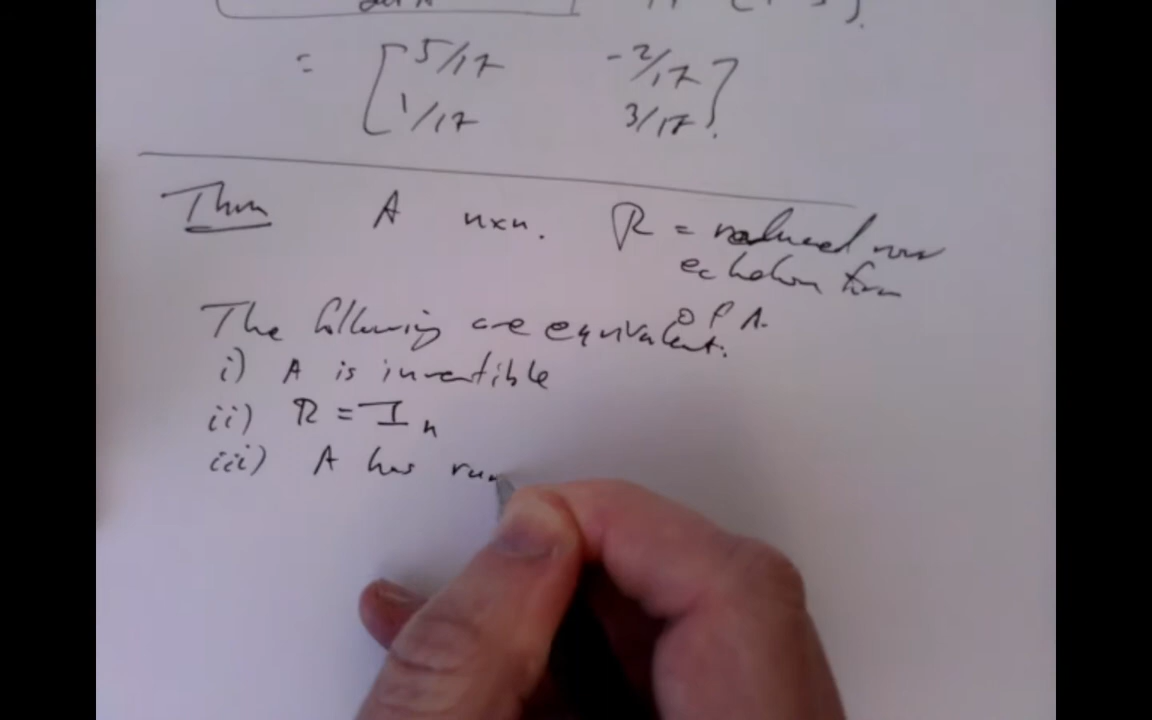 = [ 5/17 -2/17
1/17 3/17 ].
Thm A n×n. R = reduced row
echelon form
of A.
The following are equivalent:
i) A is invertible
ii) R = I_n
iii) A has